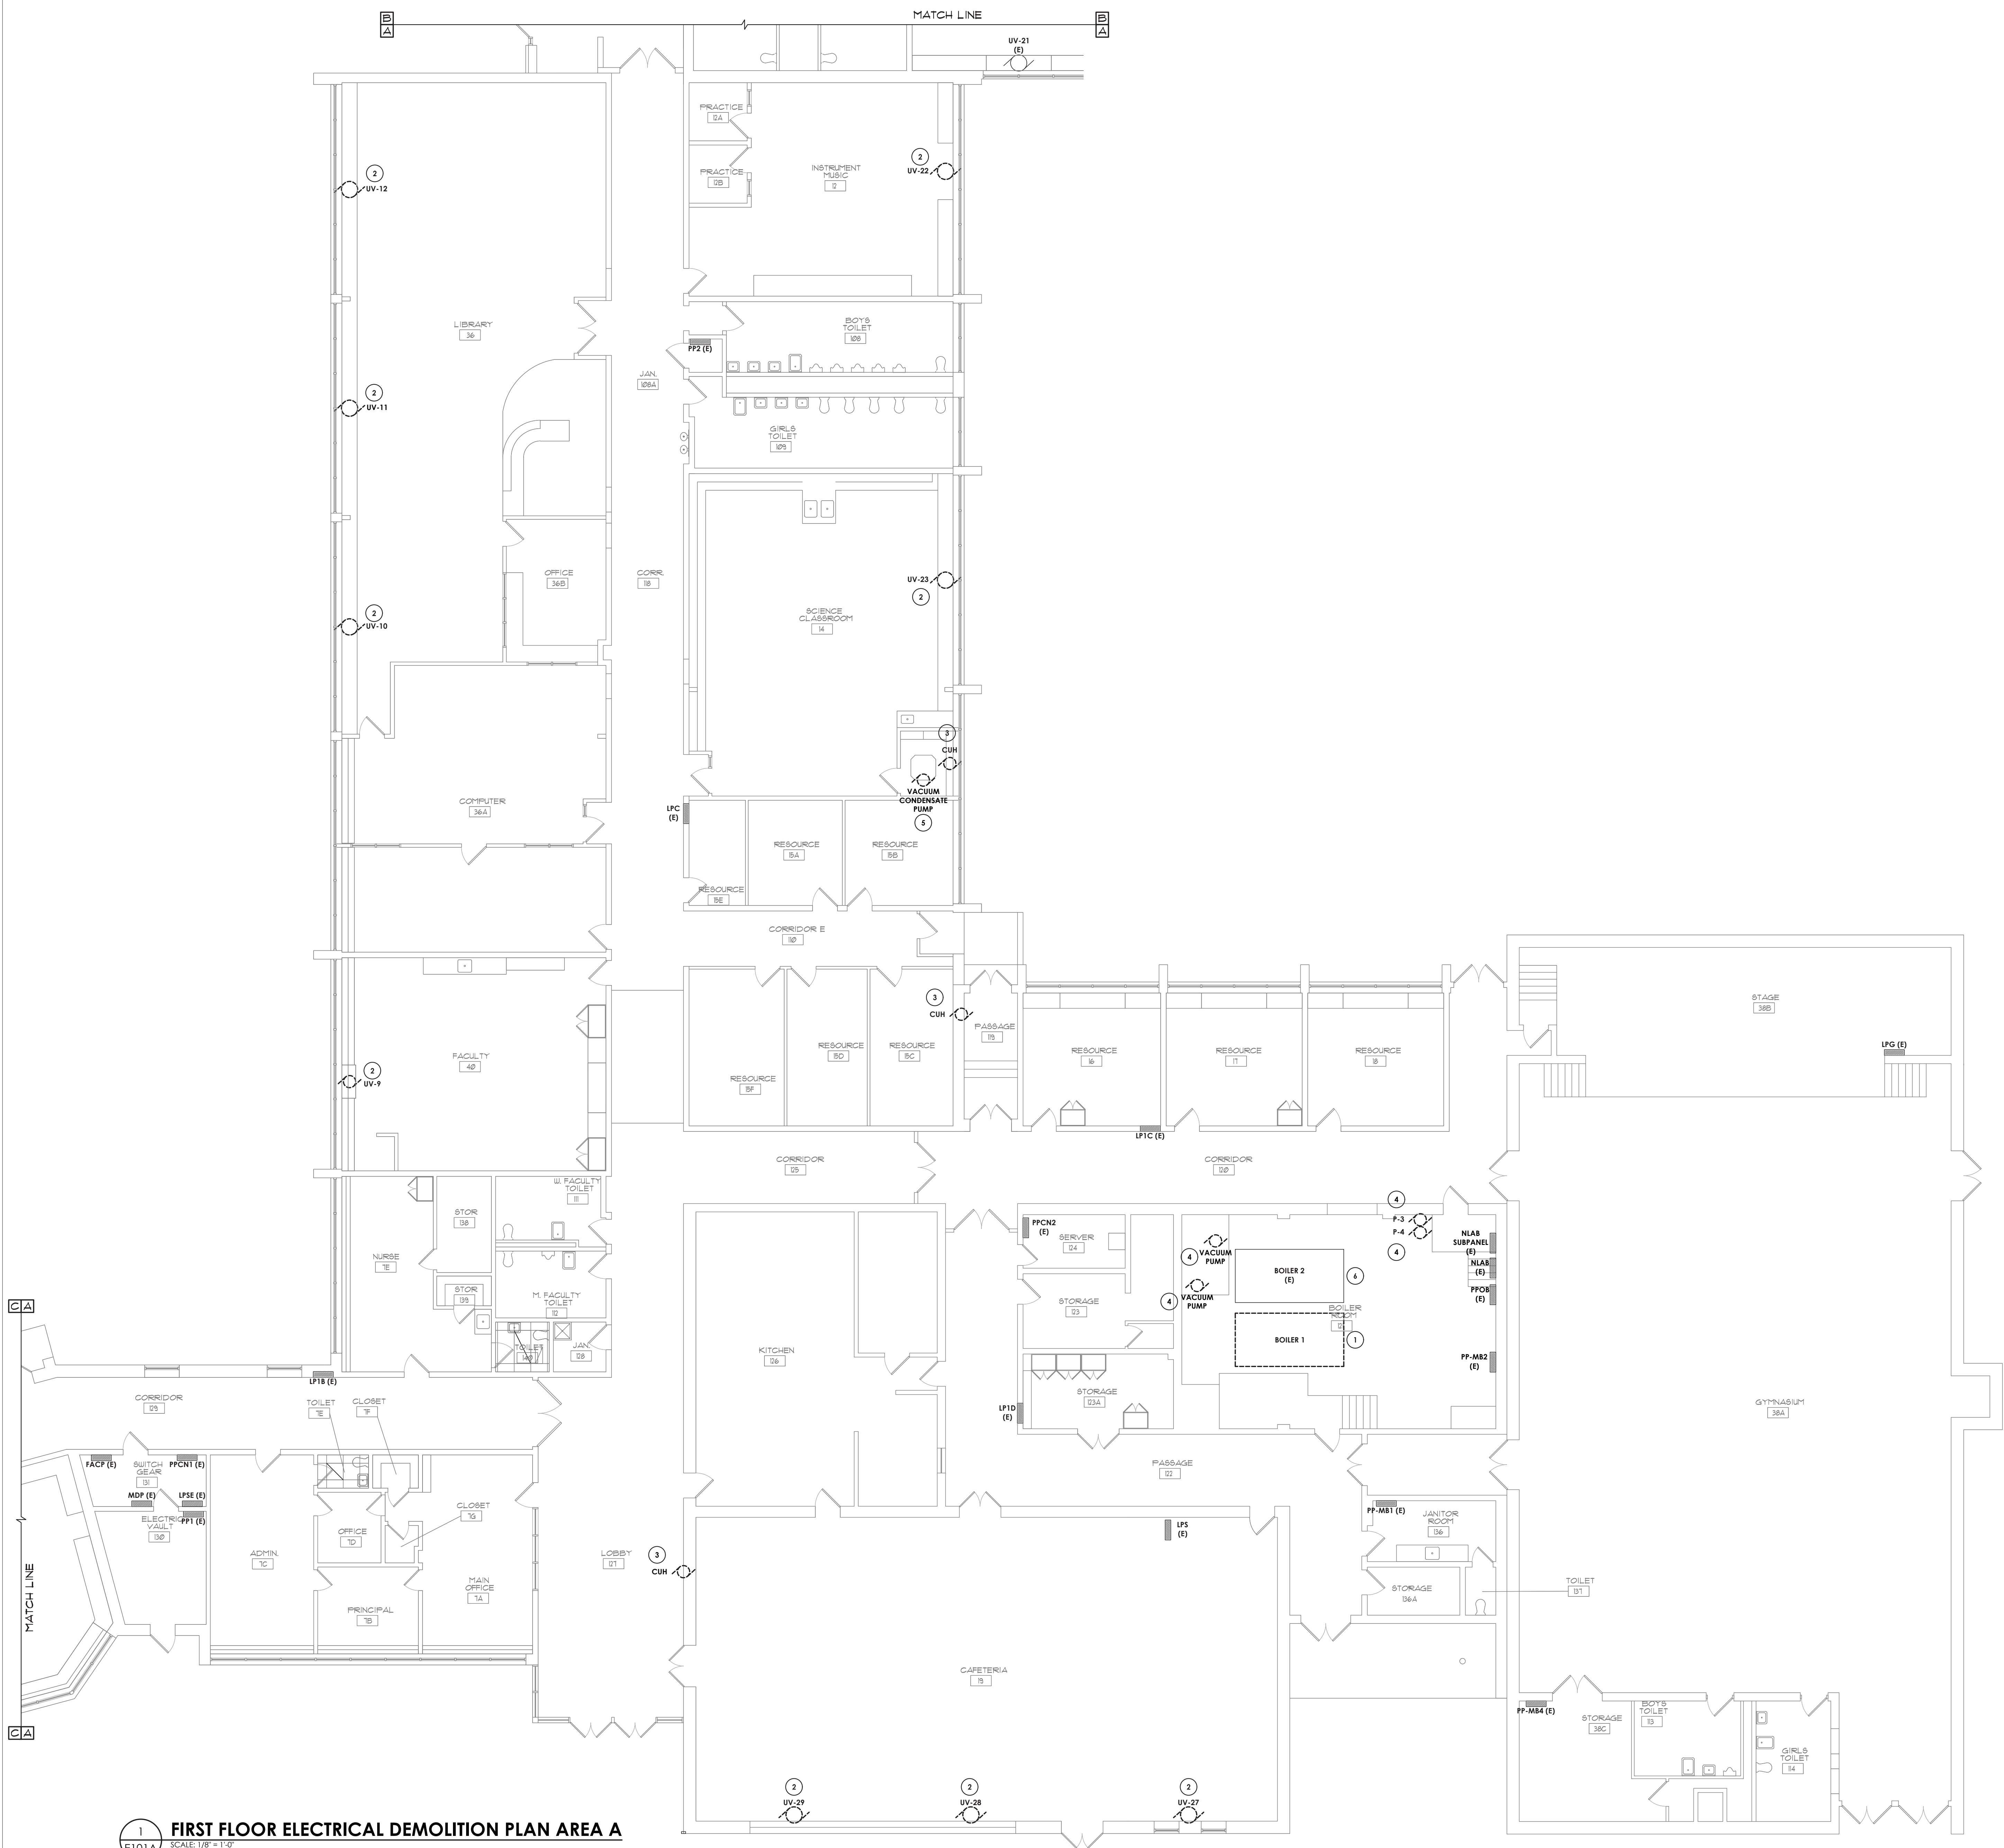 B
A
MATCH LINE
B
A
UV-21
(E)
PRACTICE
12A
PRACTICE
12B
INSTRUMENT
MUSIC
12
2
UV-22
2
UV-12
LIBRARY
36
BOYS
TOILET
108
PP2 (E)
JAN.
108A
2
UV-11
GIRLS
TOILET
109
OFFICE
36B
CORR.
118
UV-23
2
2
UV-10
SCIENCE
CLASSROOM
14
3
CUH
VACUUM
CONDENSATE
PUMP
5
COMPUTER
36A
LPC
(E)
RESOURCE
15A
RESOURCE
15B
RESOURCE
15E
CORRIDOR E
110
3
CUH
PASSAGE
119
STAGE
38B
LPG (E)
FACULTY
40
2
UV-9
RESOURCE
15F
RESOURCE
15D
RESOURCE
15C
RESOURCE
16
RESOURCE
17
RESOURCE
18
LP1C (E)
CORRIDOR
125
CORRIDOR
120
W. FACULTY
TOILET
111
STOR
138
NURSE
7E
STOR
139
M. FACULTY
TOILET
112
TOILET
140
JAN.
128
PPCN2
(E)
SERVER
124
STORAGE
123
4
VACUUM
PUMP
4
VACUUM
PUMP
4
P-3
P-4
4
NLAB
SUBPANEL
(E)
NLAB
(E)
PPOB
(E)
BOILER 2
(E)
6
BOILER
ROOM
BOILER 1
1
PP-MB2
(E)
KITCHEN
126
STORAGE
123A
LP1D
(E)
C A
LP1B (E)
CORRIDOR
129
TOILET
7E
CLOSET
7F
GYMNASIUM
38A
FACP (E)
SWITCH
GEAR
131
PPCN1 (E)
MDP (E)
LPSE (E)
ELECTRIC
VAULT
130
PP1 (E)
PASSAGE
122
CLOSET
7G
OFFICE
7D
ADMIN.
7C
LOBBY
127
3
CUH
LPS
(E)
PP-MB1 (E)
JANITOR
ROOM
136
MAIN
OFFICE
7A
PRINCIPAL
7B
STORAGE
136A
TOILET
137
MATCH LINE
C A
CAFETERIA
19
PP-MB4 (E)
STORAGE
38C
BOYS
TOILET
113
GIRLS
TOILET
114
2
UV-29
2
UV-28
2
UV-27
1
E101A
FIRST FLOOR ELECTRICAL DEMOLITION PLAN AREA A
SCALE: 1/8" = 1'-0"